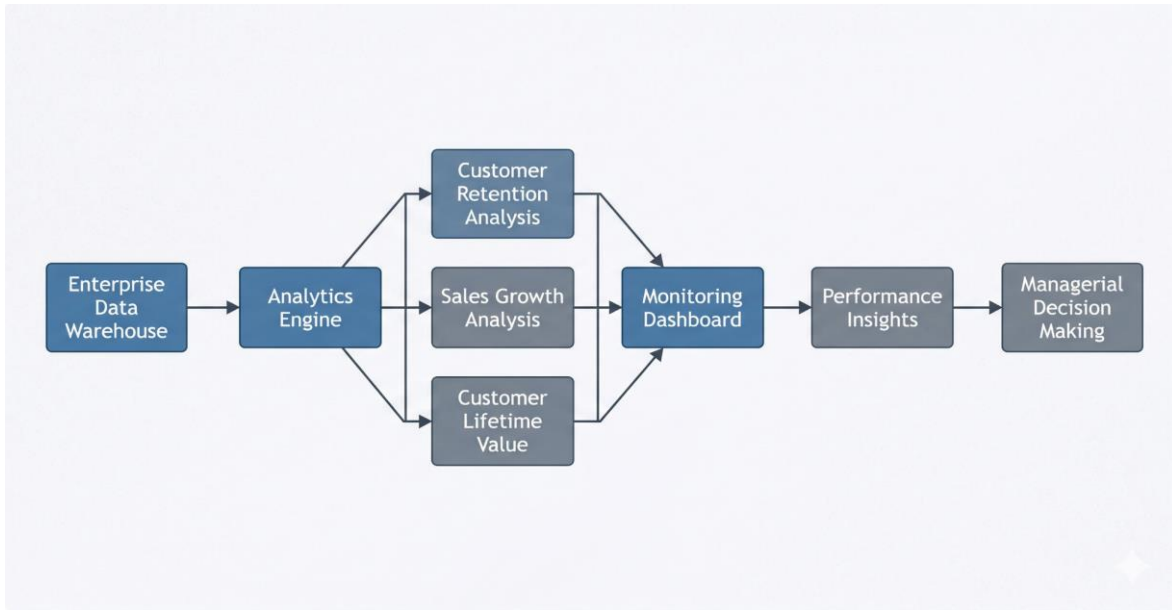 Enterprise
Data
Warehouse
Analytics
Engine
Customer
Retention
Analysis
Sales Growth
Analysis
Customer
Lifetime
Value
Monitoring
Dashboard
Performance
Insights
Managerial
Decision
Making